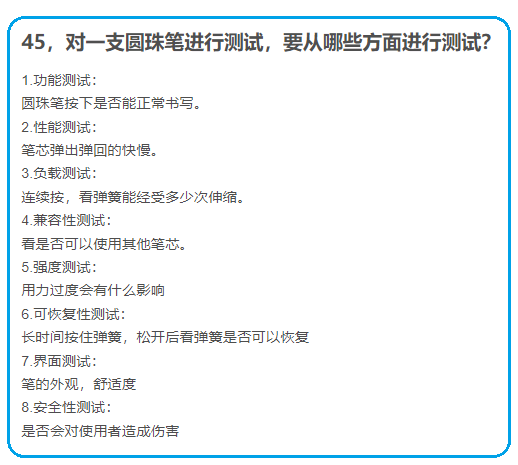 45，对一支圆珠笔进行测试，要从哪些方面进行测试？
1.功能测试：
圆珠笔按下是否能正常书写。
2.性能测试：
笔芯弹出弹回的快慢。
3.负载测试：
连续按，看弹簧能经受多少次伸缩。
4.兼容性测试：
看是否可以使用其他笔芯。
5.强度测试：
用力过度会有什么影响
6.可恢复性测试：
长时间按住弹簧，松开后看弹簧是否可以恢复
7.界面测试：
笔的外观，舒适度
8.安全性测试：
是否会对使用者造成伤害